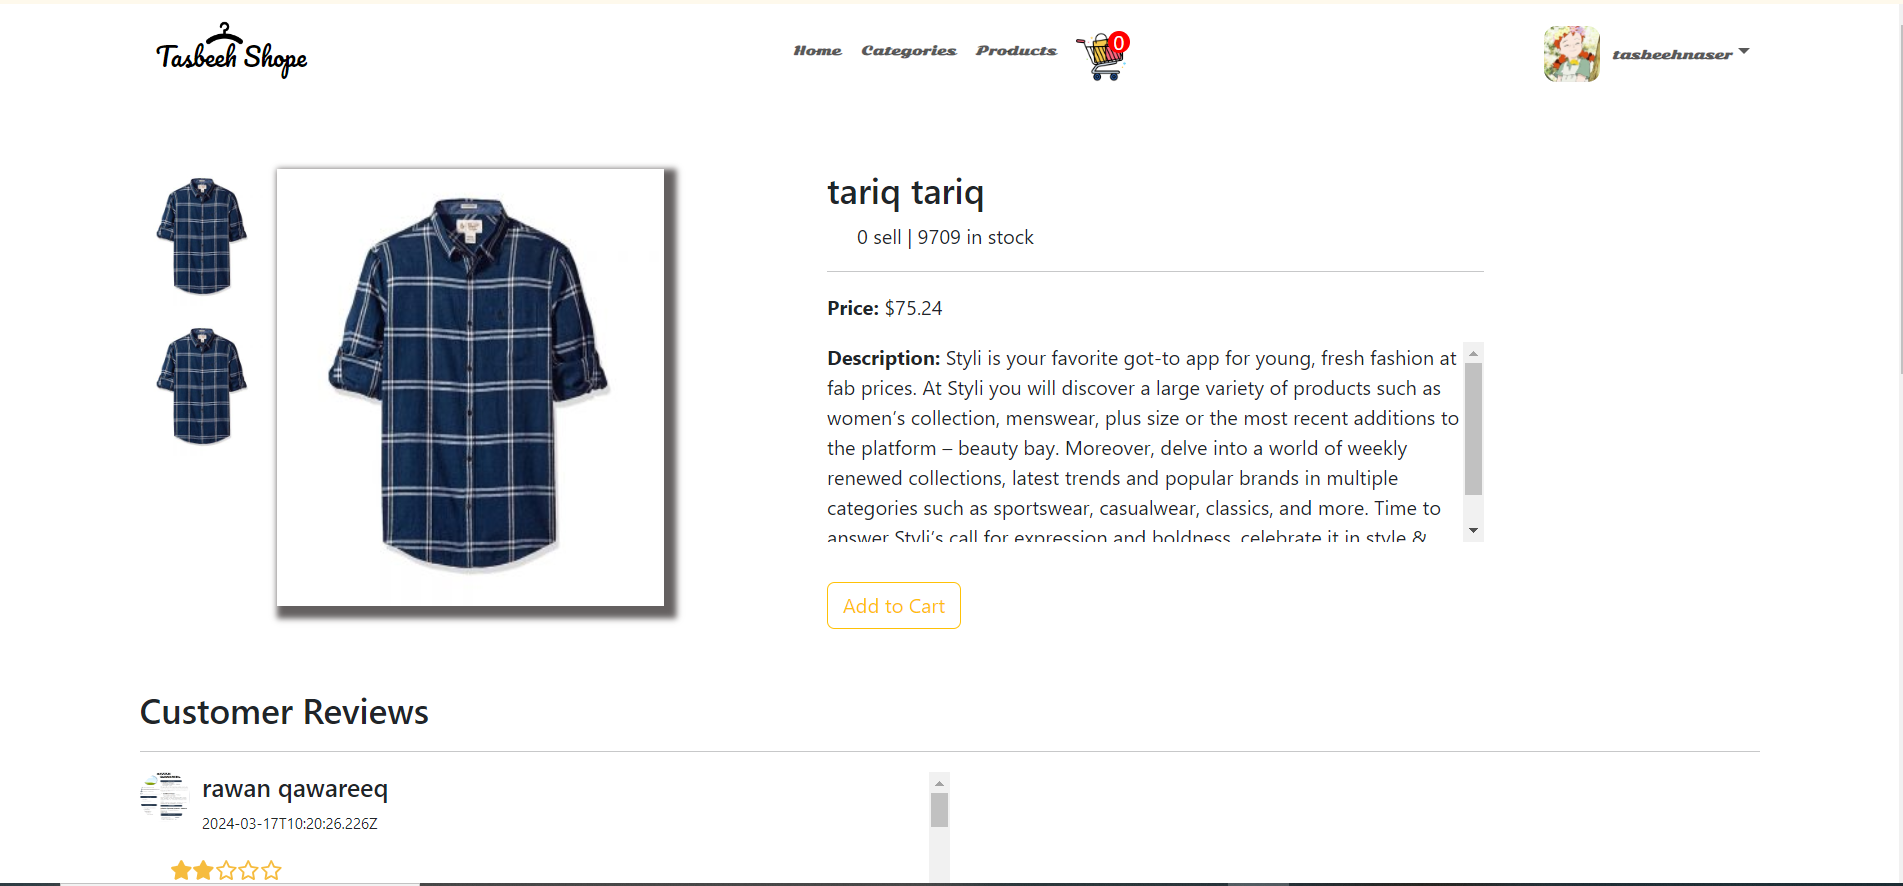 Tasbeeh Shope
Home Categories Products 0
tasbeehnaser
tariq tariq
0 sell | 9709 in stock
Price: $75.24
Description: Styli is your favorite got-to app for young, fresh fashion at
fab prices. At Styli you will discover a large variety of products such as
women’s collection, menswear, plus size or the most recent additions to
the platform – beauty bay. Moreover, delve into a world of weekly
renewed collections, latest trends and popular brands in multiple
categories such as sportswear, casualwear, classics, and more. Time to
answer Styli’s call for expression and boldness, celebrate it in style &
Add to Cart
Customer Reviews
rawan qawareeq
2024-03-17T10:20:26.226Z